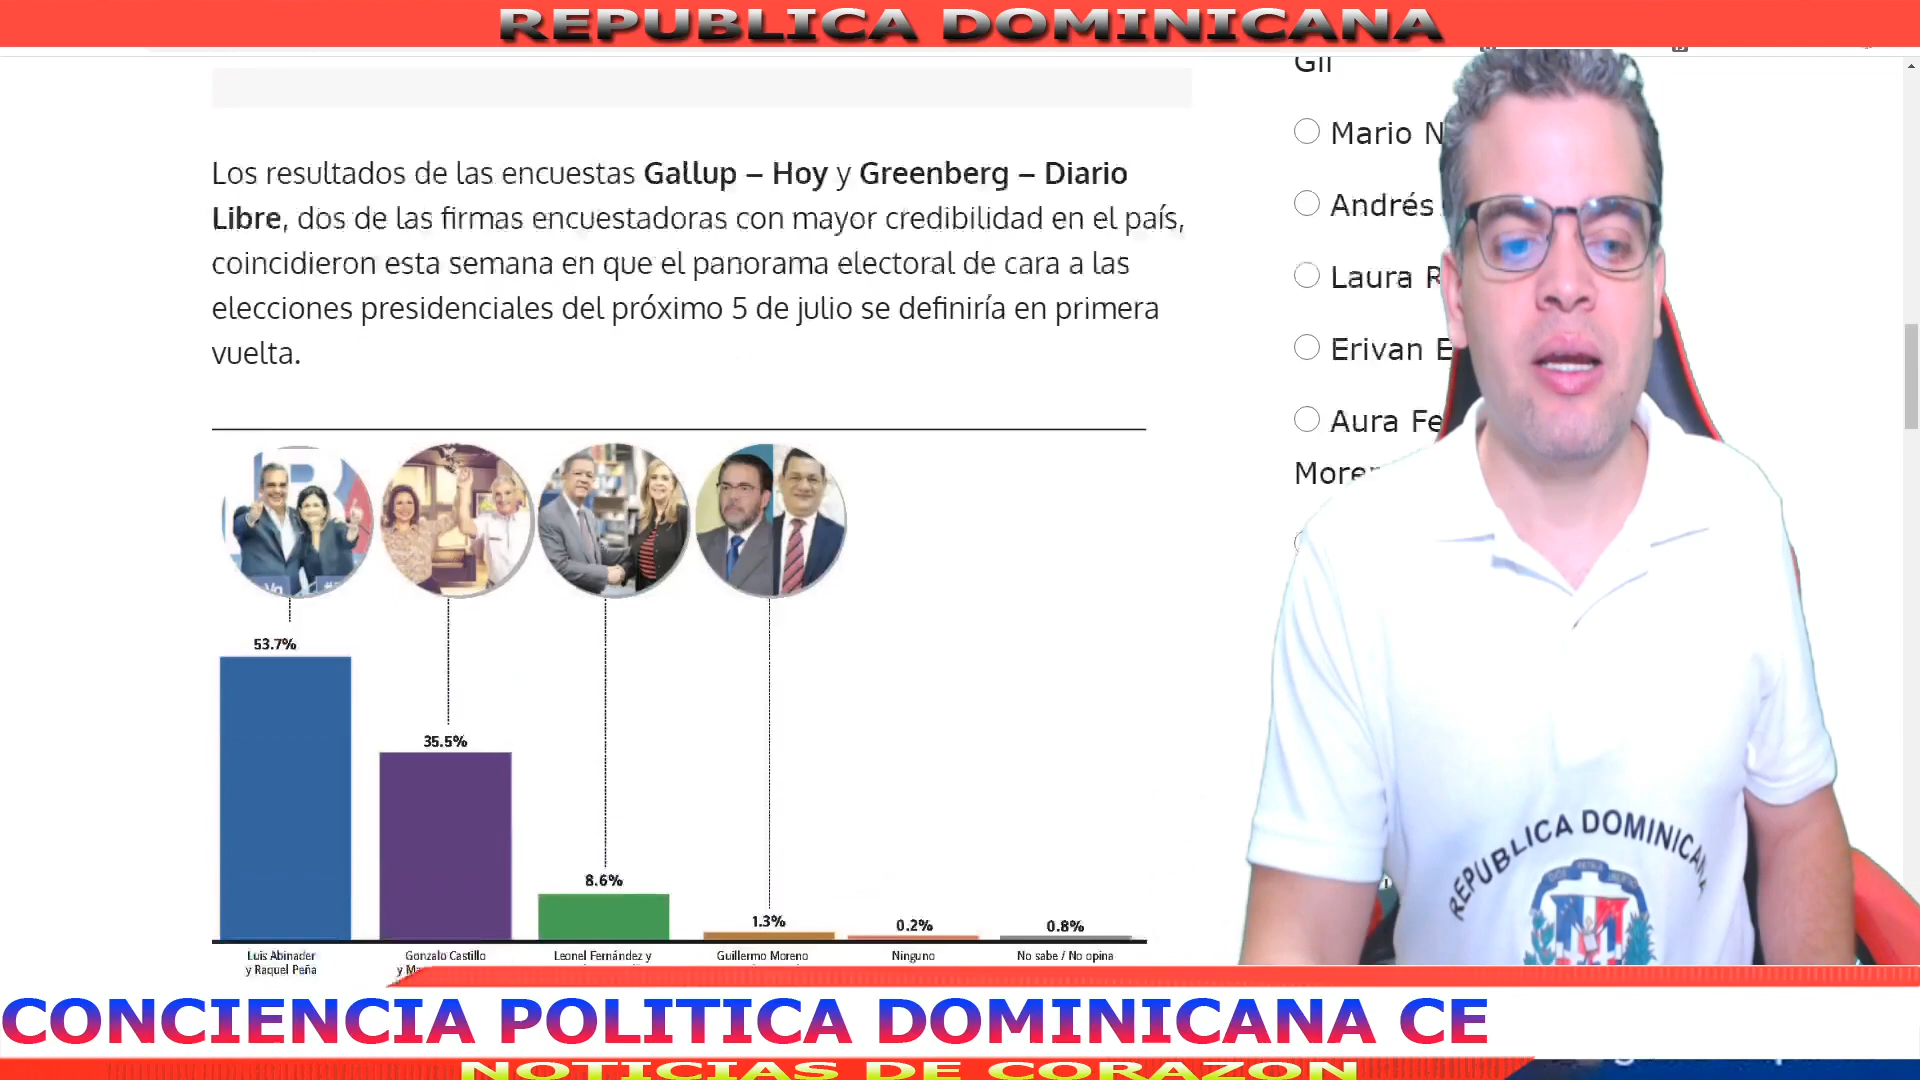 REPUBLICA DOMINICANA
Gil
Mario
Andrés
Laura
Erivan
Aura
Los resultados de las encuestas Gallup – Hoy y Greenberg – Diario
Libre, dos de las firmas encuestadoras con mayor credibilidad en el país,
coincidieron esta semana en que el panorama electoral de cara a las
elecciones presidenciales del próximo 5 de julio se definiría en primera
vuelta.
53.7%
35.5%
8.6%
1.3%
0.2%
0.8%
Luis Abinader
y Raquel Peña
Gonzalo Castillo
y
Leonel Fernández y
Guillermo Moreno
Ninguno
No sabe / No opina
REPUBLICA DOMINICANA
CONCIENCIA POLITICA DOMINICANA CE
NOTICIAS DE CORAZON